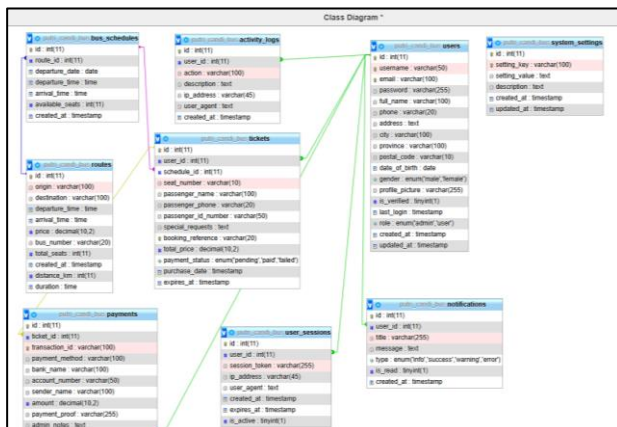 Class Diagram
bus_schedules
id : int(11)
route_id : int(11)
departure_date : date
departure_time : time
arrival_time : time
available_seats : int(11)
created_at : timestamp
activity_logs
id : int(11)
user_id : int(11)
action : varchar(100)
description : text
ip_address : varchar(45)
user_agent : text
created_at : timestamp
users
id : int(11)
username : varchar(50)
email : varchar(100)
password : varchar(255)
full_name : varchar(100)
phone : varchar(20)
address : text
city : varchar(100)
province : varchar(100)
postal_code : varchar(10)
date_of_birth : date
gender : enum('male','female')
profile_picture : varchar(255)
is_verified : tinyint(1)
last_login : timestamp
role : enum('admin','user')
created_at : timestamp
updated_at : timestamp
system_settings
id : int(11)
setting_key : varchar(100)
setting_value : text
description : text
created_at : timestamp
updated_at : timestamp
tickets
id : int(11)
user_id : int(11)
schedule_id : int(11)
seat_number : varchar(10)
passenger_name : varchar(100)
passenger_phone : varchar(20)
passenger_id_number : varchar(50)
special_requests : text
booking_reference : varchar(20)
total_price : decimal(10,2)
payment_status : enum('pending','paid','failed')
purchase_date : timestamp
expires_at : timestamp
routes
id : int(11)
origin : varchar(100)
destination : varchar(100)
departure_time : time
arrival_time : time
price : decimal(10,2)
bus_number : varchar(20)
total_seats : int(11)
created_at : timestamp
distance_km : int(11)
duration : time
payments
id : int(11)
ticket_id : int(11)
transaction_id : varchar(100)
payment_method : varchar(100)
bank_name : varchar(100)
account_number : varchar(50)
sender_name : varchar(100)
amount : decimal(10,2)
payment_proof : varchar(255)
admin_notes : text
user_sessions
id : int(11)
user_id : int(11)
session_token : varchar(255)
ip_address : varchar(45)
user_agent : text
created_at : timestamp
expires_at : timestamp
is_active : tinyint(1)
notifications
id : int(11)
user_id : int(11)
title : varchar(255)
message : text
type : enum('info','success','warning','error')
is_read : tinyint(1)
created_at : timestamp